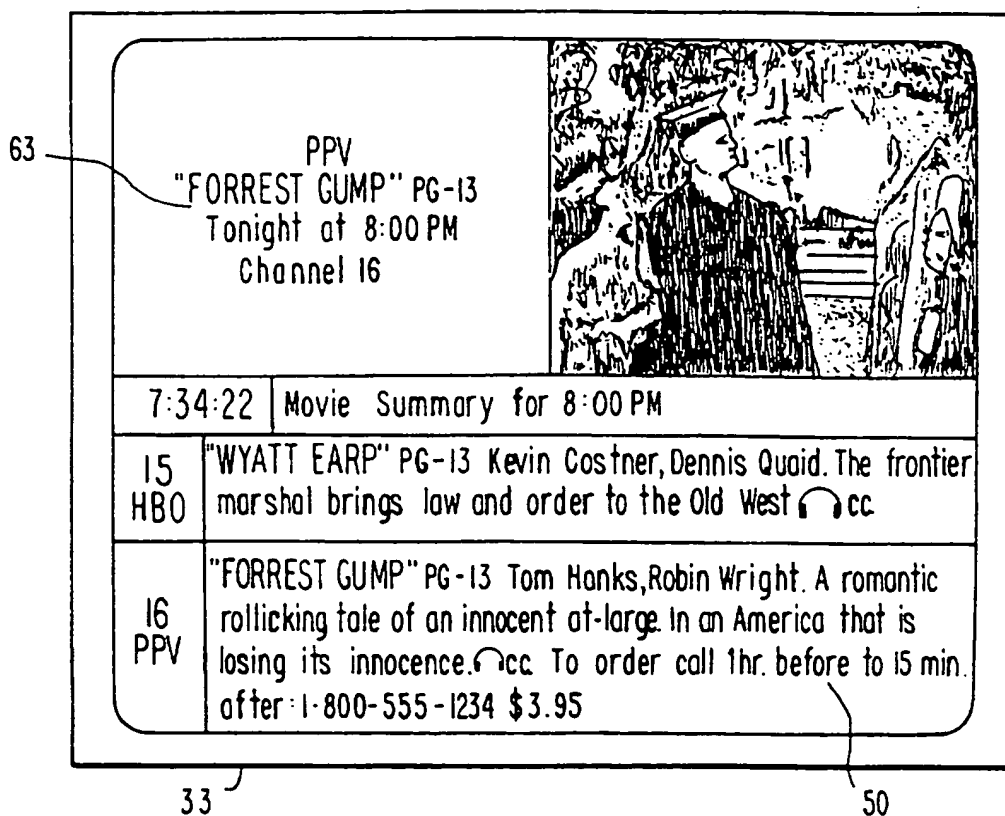 63
PPV
"FORREST GUMP" PG-13
Tonight at 8:00 PM
Channel 16
7:34:22 Movie Summary for 8:00 PM
15
HBO
"WYATT EARP" PG-13 Kevin Costner, Dennis Quaid. The frontier
marshal brings law and order to the Old West cc
16
PPV
"FORREST GUMP" PG-13 Tom Hanks, Robin Wright. A romantic
rollicking tale of an innocent at-large. In an America that is
losing its innocence. cc To order call 1hr. before to 15 min.
after: 1-800-555-1234 $3.95
33
50